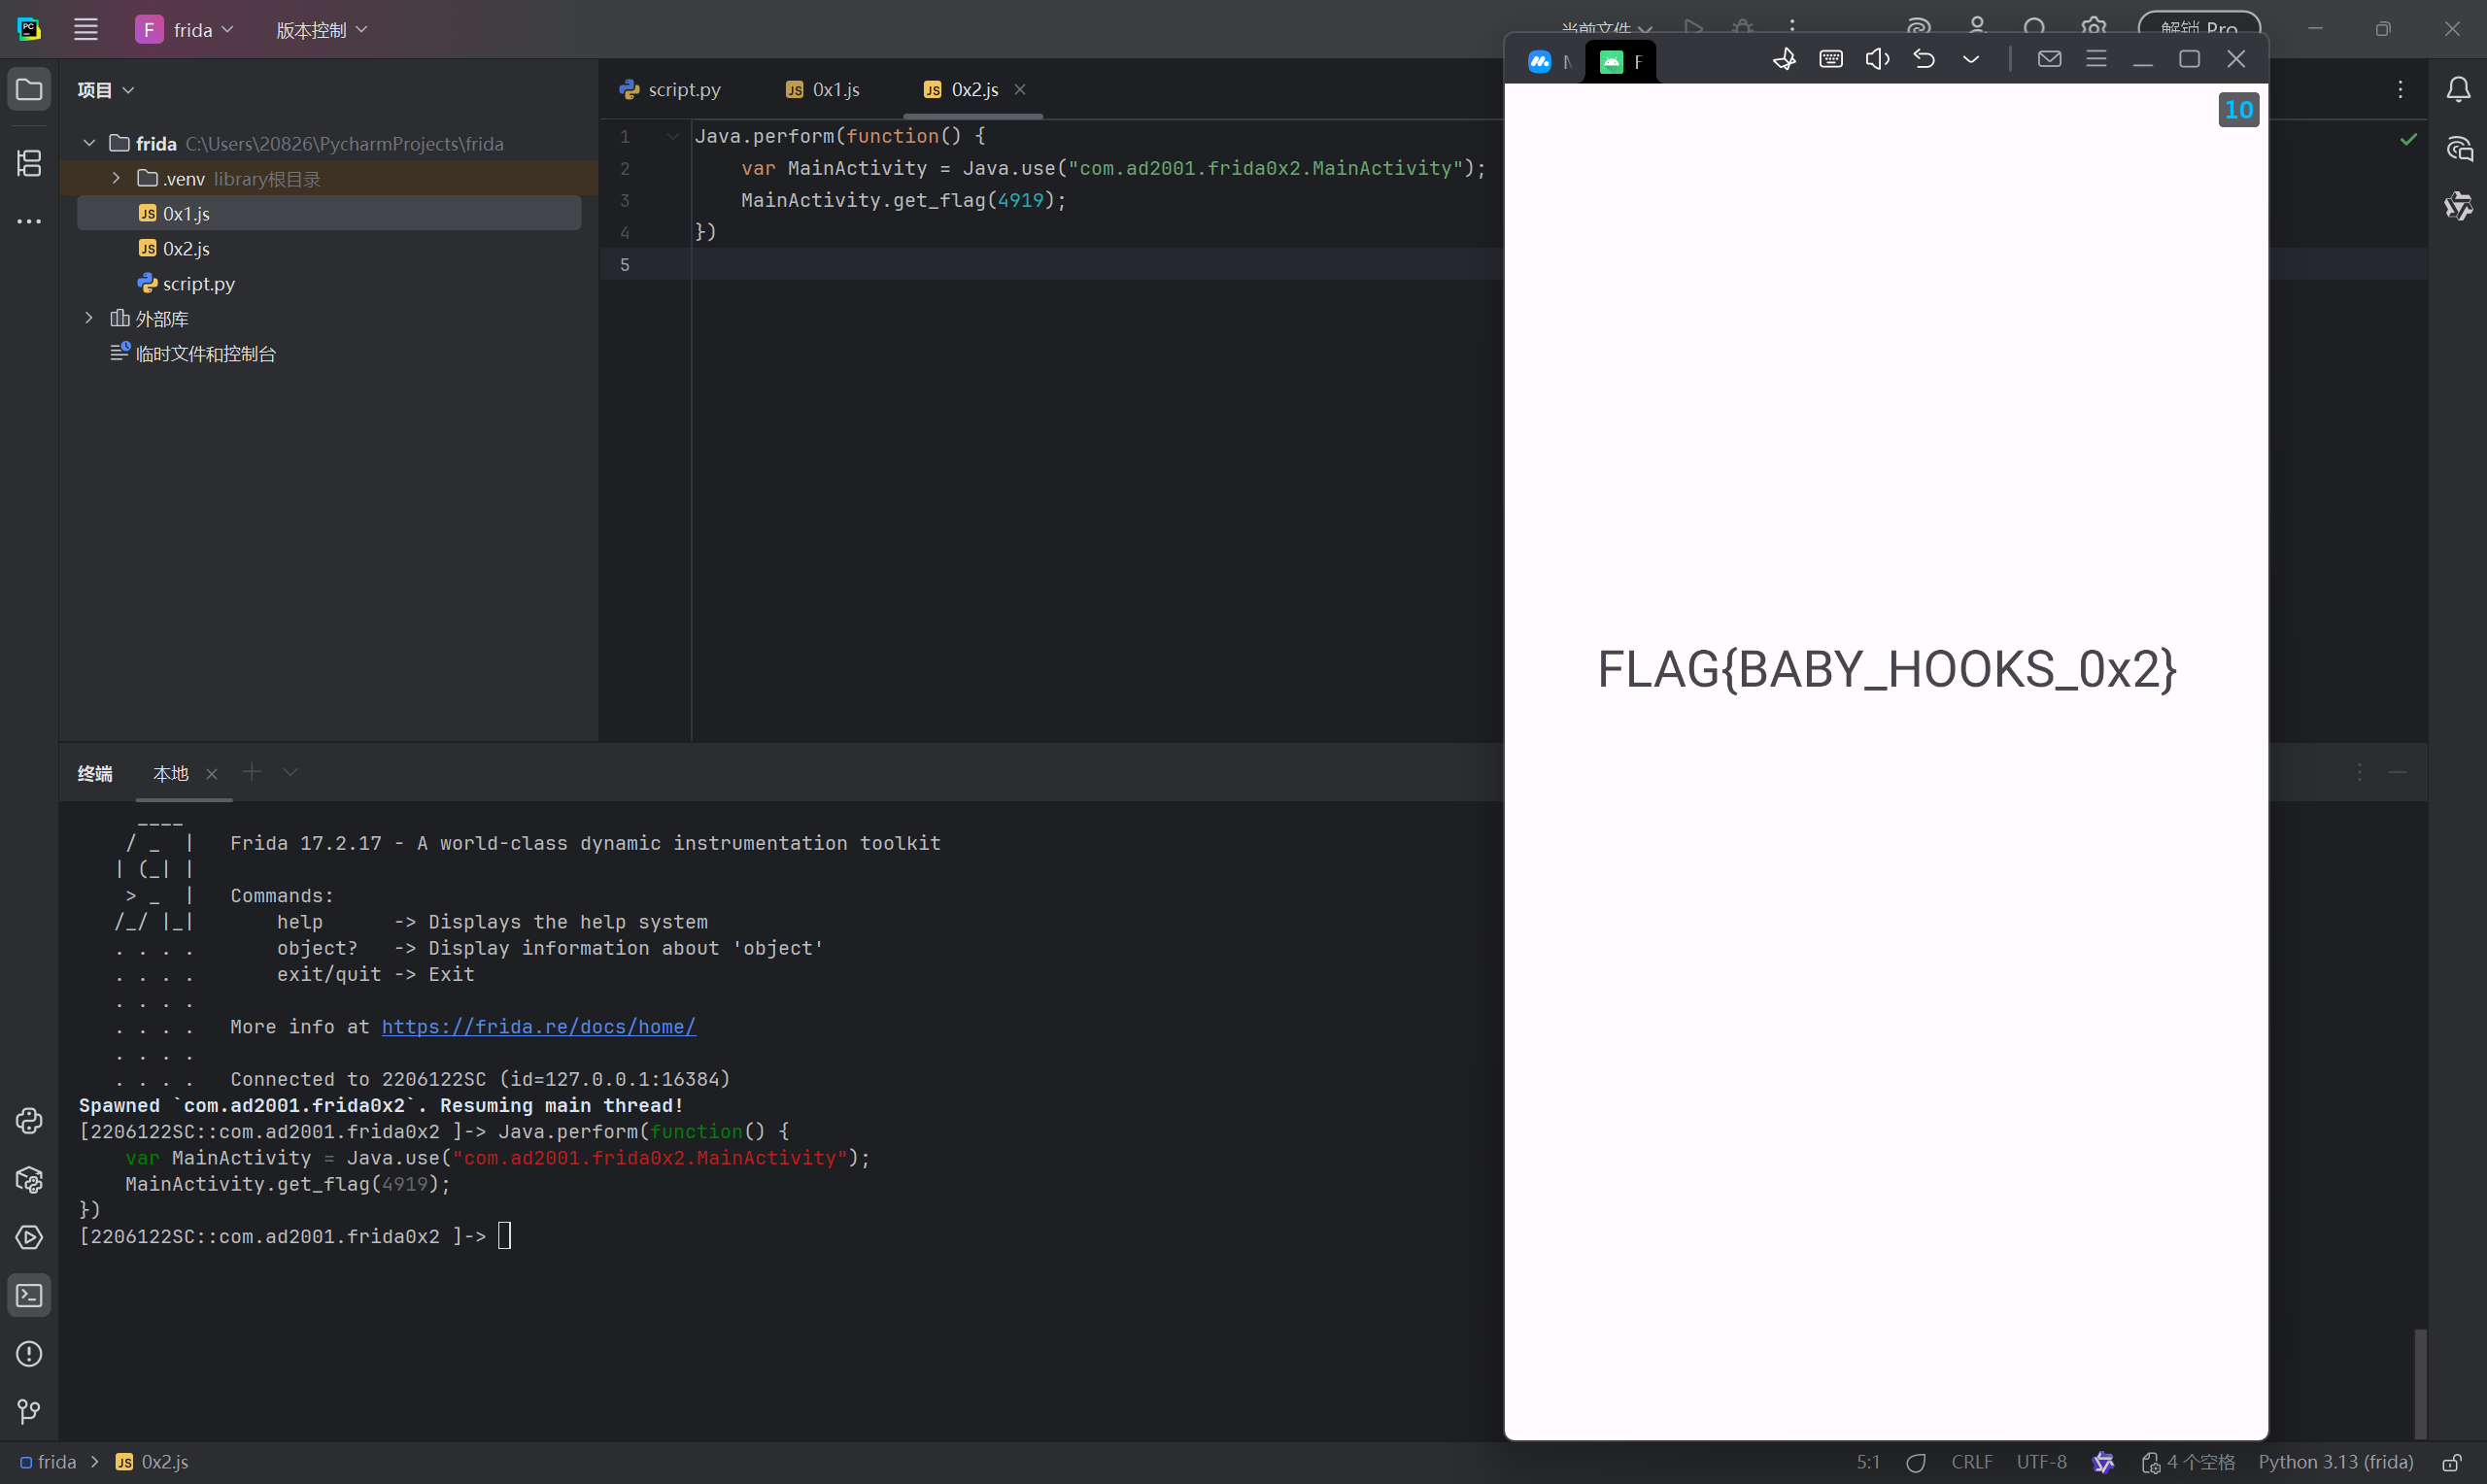 F frida 版本控制 当前文件 解锁 Pro
项目
script.py 0x1.js 0x2.js
frida C:\Users\20826\PycharmProjects\frida
.venv library根目录
0x1.js
0x2.js
script.py
外部库
临时文件和控制台
1 Java.perform(function() {
2     var MainActivity = Java.use("com.ad2001.frida0x2.MainActivity");
3     MainActivity.get_flag(4919);
4 })
5
F
10
FLAG{BABY_HOOKS_0x2}
终端 本地
     ____
    / _  |   Frida 17.2.17 - A world-class dynamic instrumentation toolkit
   | (_| |
    > _  |   Commands:
   /_/ |_|       help      -> Displays the help system
   . . . .       object?   -> Display information about 'object'
   . . . .       exit/quit -> Exit
   . . . .
   . . . .   More info at https://frida.re/docs/home/
   . . . .
   . . . .   Connected to 2206122SC (id=127.0.0.1:16384)
Spawned `com.ad2001.frida0x2`. Resuming main thread!
[2206122SC::com.ad2001.frida0x2 ]-> Java.perform(function() {
    var MainActivity = Java.use("com.ad2001.frida0x2.MainActivity");
    MainActivity.get_flag(4919);
})
[2206122SC::com.ad2001.frida0x2 ]->
frida 0x2.js 5:1 CRLF UTF-8 4 个空格 Python 3.13 (frida)